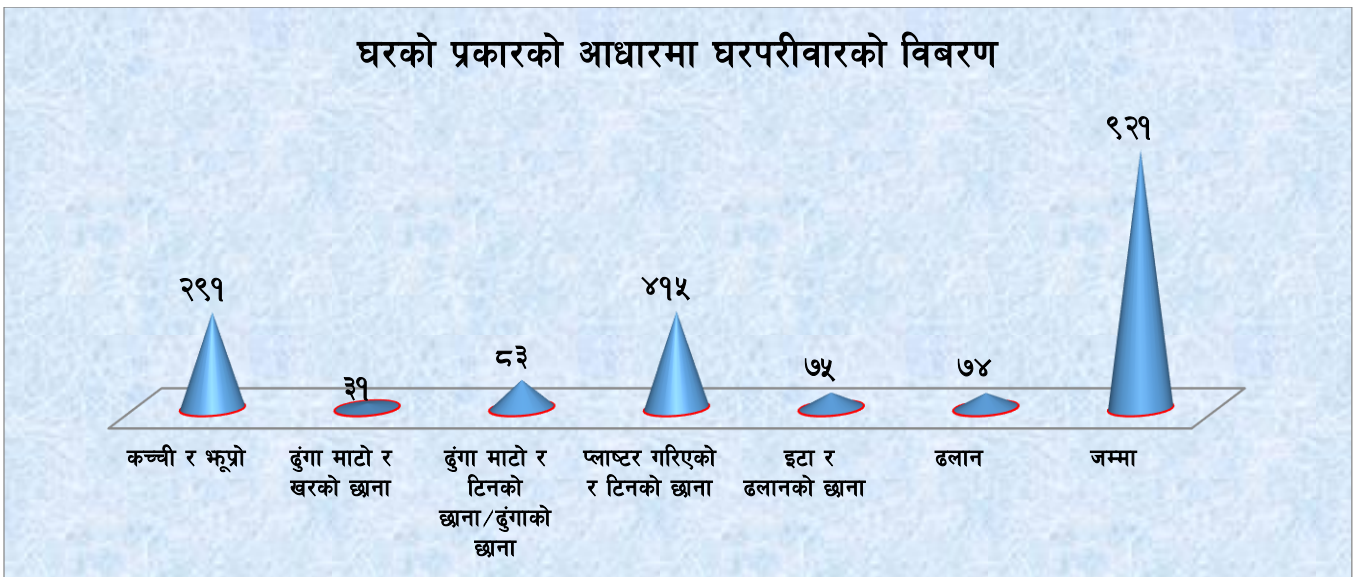 घरको प्रकारको आधारमा घरपरीवारको विबरण
९२१
२९१
४१५
८३
७५
७४
३१
कच्ची र झूप्रो
ढुंगा माटो र
खरको छाना
ढुंगा माटो र
टिनको
छाना/ढुंगाको
छाना
प्लाष्टर गरिएको
र टिनको छाना
इटा र
ढलानको छाना
ढलान
जम्मा